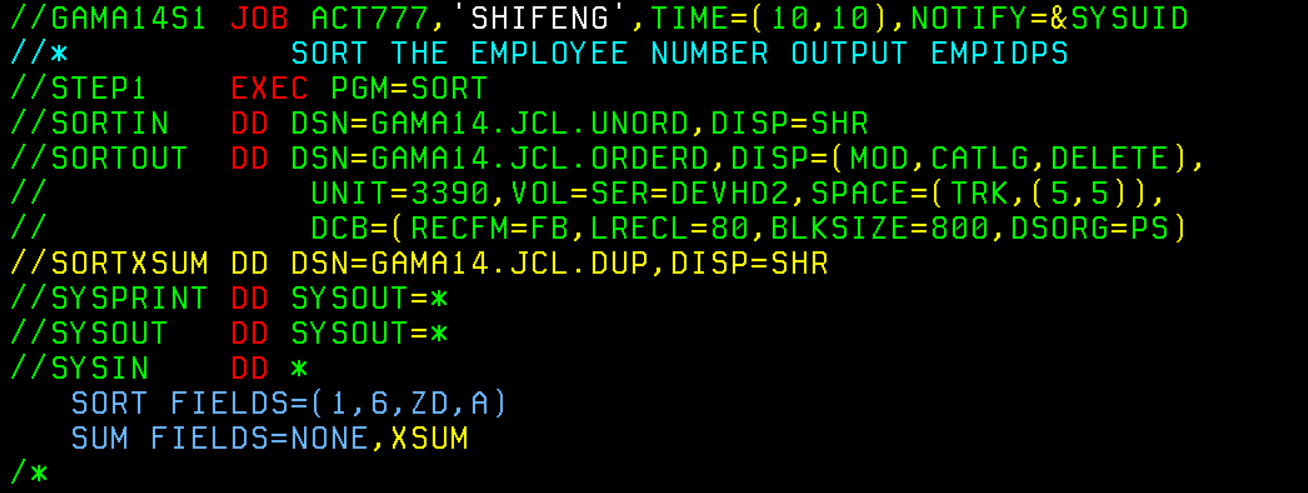 //GAMA14S1 JOB ACT777,'SHIFENG',TIME=(10,10),NOTIFY=&SYSUID
//*           SORT THE EMPLOYEE NUMBER OUTPUT EMPIDPS
//STEP1    EXEC PGM=SORT
//SORTIN   DD DSN=GAMA14.JCL.UNORD,DISP=SHR
//SORTOUT  DD DSN=GAMA14.JCL.ORDERD,DISP=(MOD,CATLG,DELETE),
//             UNIT=3390,VOL=SER=DEVHD2,SPACE=(TRK,(5,5)),
//             DCB=(RECFM=FB,LRECL=80,BLKSIZE=800,DSORG=PS)
//SORTXSUM DD DSN=GAMA14.JCL.DUP,DISP=SHR
//SYSPRINT DD SYSOUT=*
//SYSOUT   DD SYSOUT=*
//SYSIN    DD *
   SORT FIELDS=(1,6,ZD,A)
   SUM FIELDS=NONE,XSUM
/*